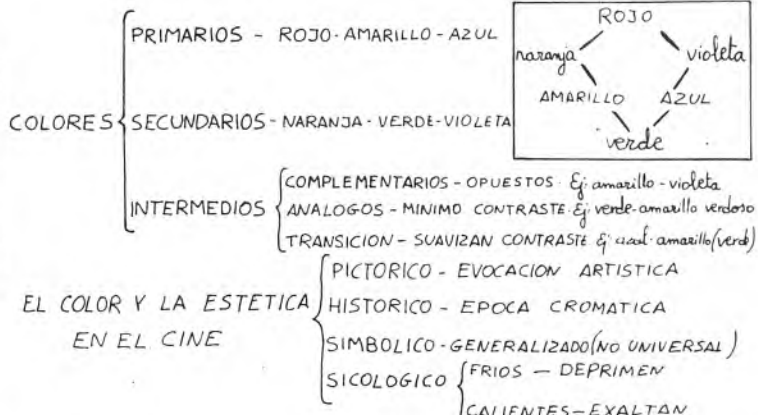 PRIMARIOS - ROJO - AMARILLO - AZUL
COLORES
SECUNDARIOS - NARANJA - VERDE - VIOLETA
INTERMEDIOS
COMPLEMENTARIOS - OPUESTOS. Ej: amarillo - violeta
ANALOGOS - MINIMO CONTRASTE. Ej: verde - amarillo verdoso
TRANSICION - SUAVIZAN CONTRASTE Ej: azul - amarillo (verde)
ROJO
naranja violeta
AMARILLO AZUL
verde
EL COLOR Y LA ESTETICA
EN EL CINE
PICTORICO - EVOCACION ARTISTICA
HISTORICO - EPOCA CROMATICA
SIMBOLICO - GENERALIZADO (NO UNIVERSAL)
SICOLOGICO
FRIOS - DEPRIMEN
CALIENTES - EXALTAN